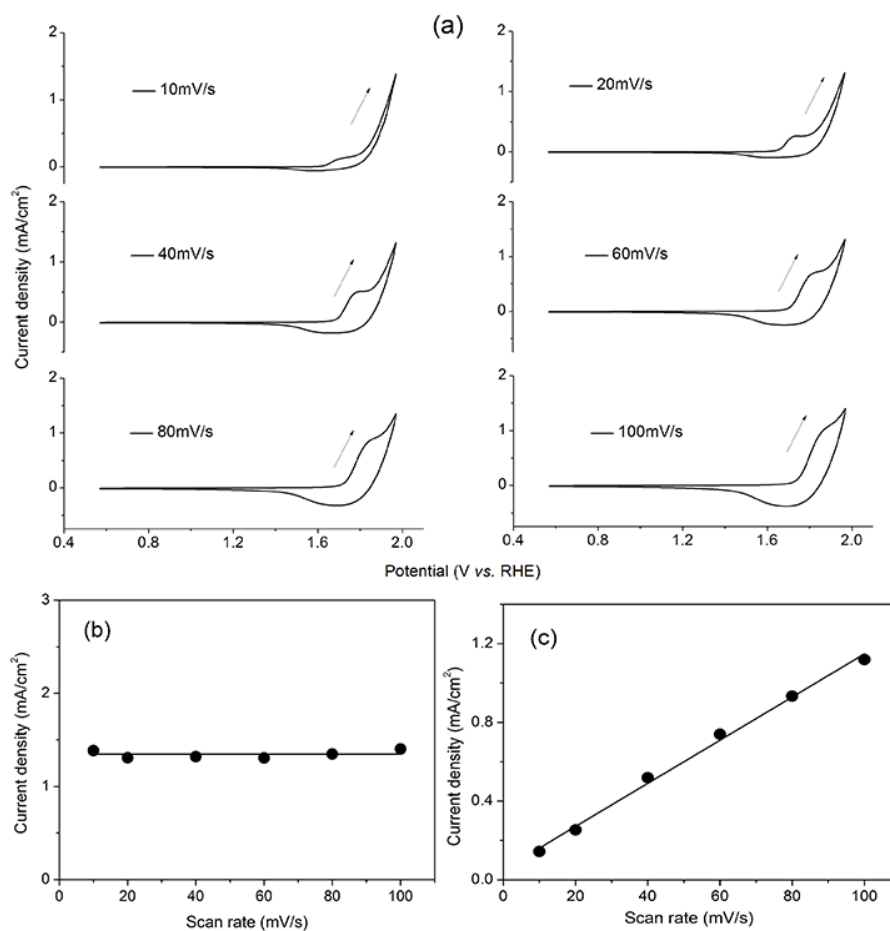 (a)
2
1
0
10mV/s
2
1
0
20mV/s
2
1
0
40mV/s
2
1
0
60mV/s
2
1
0
80mV/s
2
1
0
100mV/s
Current density (mA/cm²)
0.4 0.8 1.2 1.6 2.0
0.4 0.8 1.2 1.6 2.0
Potential (V vs. RHE)
(b)
3
2
1
0
Current density (mA/cm²)
0 20 40 60 80 100
Scan rate (mV/s)
(c)
1.2
0.8
0.4
0.0
Current density (mA/cm²)
0 20 40 60 80 100
Scan rate (mV/s)